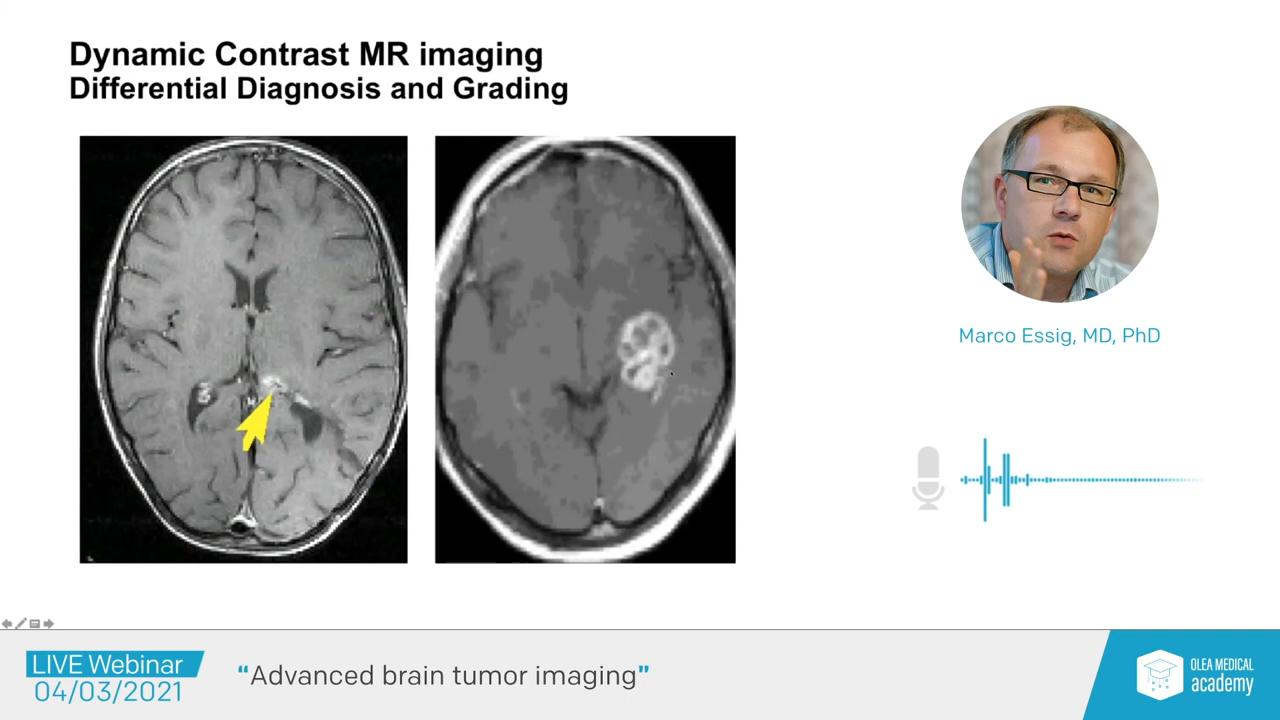 Dynamic Contrast MR imaging
Differential Diagnosis and Grading
Marco Essig, MD, PhD
LIVE Webinar
04/03/2021
“Advanced brain tumor imaging”
OLEA MEDICAL
academy